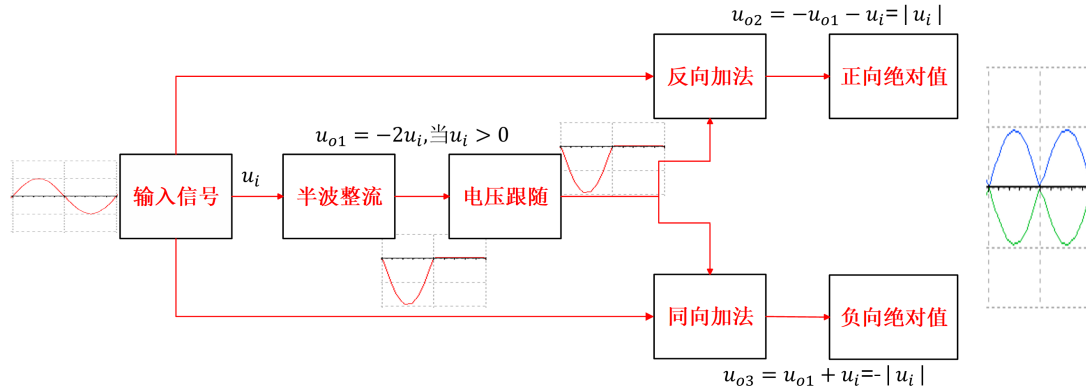 u_{o2} = −u_{o1} − u_i=|u_i|
反向加法
正向绝对值
u_{o1} = −2u_i,当u_i > 0
输入信号
u_i
半波整流
电压跟随
同向加法
负向绝对值
u_{o3} = u_{o1} + u_i=-|u_i|